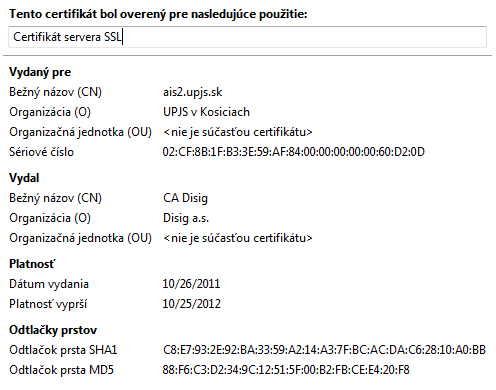 Tento certifikát bol overený pre nasledujúce použitie:
Certifikát servera SSL
Vydaný pre
Bežný názov (CN) ais2.upjs.sk
Organizácia (O) UPJS v Kosiciach
Organizačná jednotka (OU) <nie je súčasťou certifikátu>
Sériové číslo 02:CF:8B:1F:B3:3E:59:AF:84:00:00:00:00:00:60:D2:0D
Vydal
Bežný názov (CN) CA Disig
Organizácia (O) Disig a.s.
Organizačná jednotka (OU) <nie je súčasťou certifikátu>
Platnosť
Dátum vydania 10/26/2011
Platnosť vyprší 10/25/2012
Odtlačky prstov
Odtlačok prsta SHA1 C8:E7:93:2E:92:BA:33:59:A2:14:A3:7F:BC:AC:DA:C6:28:10:A0:BB
Odtlačok prsta MD5 88:F6:C3:D2:34:9C:12:51:5F:00:B2:FB:CE:E4:20:F8